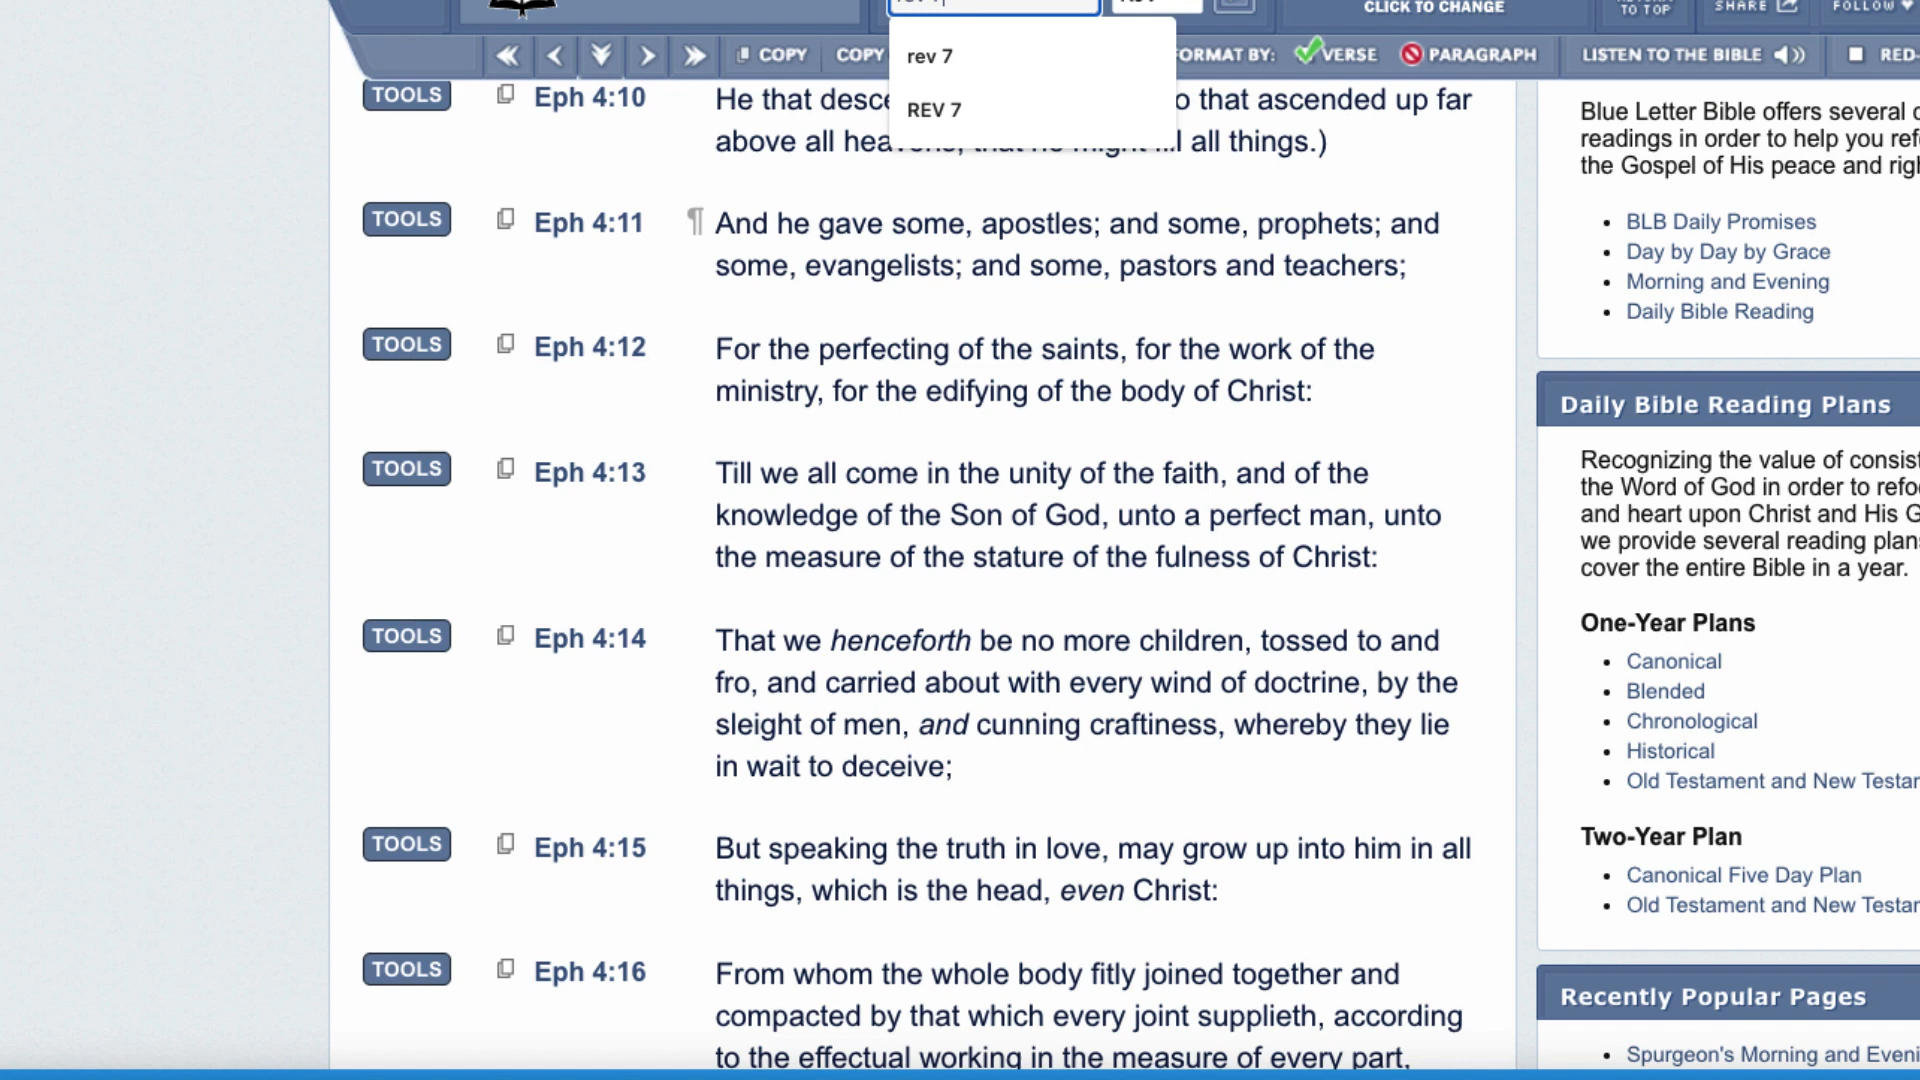 CLICK TO CHANGE
TO TOP
SHARE
FOLLOW
COPY
COPY
FORMAT BY:
VERSE
PARAGRAPH
LISTEN TO THE BIBLE
RED-
rev 7
REV 7
TOOLS
Eph 4:10
He that desce
o that ascended up far
above all heavens, that he might fill all things.)
TOOLS
Eph 4:11
¶ And he gave some, apostles; and some, prophets; and
some, evangelists; and some, pastors and teachers;
TOOLS
Eph 4:12
For the perfecting of the saints, for the work of the
ministry, for the edifying of the body of Christ:
TOOLS
Eph 4:13
Till we all come in the unity of the faith, and of the
knowledge of the Son of God, unto a perfect man, unto
the measure of the stature of the fulness of Christ:
TOOLS
Eph 4:14
That we henceforth be no more children, tossed to and
fro, and carried about with every wind of doctrine, by the
sleight of men, and cunning craftiness, whereby they lie
in wait to deceive;
TOOLS
Eph 4:15
But speaking the truth in love, may grow up into him in all
things, which is the head, even Christ:
TOOLS
Eph 4:16
From whom the whole body fitly joined together and
compacted by that which every joint supplieth, according
to the effectual working in the measure of every part,
Blue Letter Bible offers several
readings in order to help you ref
the Gospel of His peace and righ
• BLB Daily Promises
• Day by Day by Grace
• Morning and Evening
• Daily Bible Reading
Daily Bible Reading Plans
Recognizing the value of consist
the Word of God in order to refo
and heart upon Christ and His G
we provide several reading plans
cover the entire Bible in a year.
One-Year Plans
• Canonical
• Blended
• Chronological
• Historical
• Old Testament and New Testar
Two-Year Plan
• Canonical Five Day Plan
• Old Testament and New Testar
Recently Popular Pages
• Spurgeon's Morning and Eveni